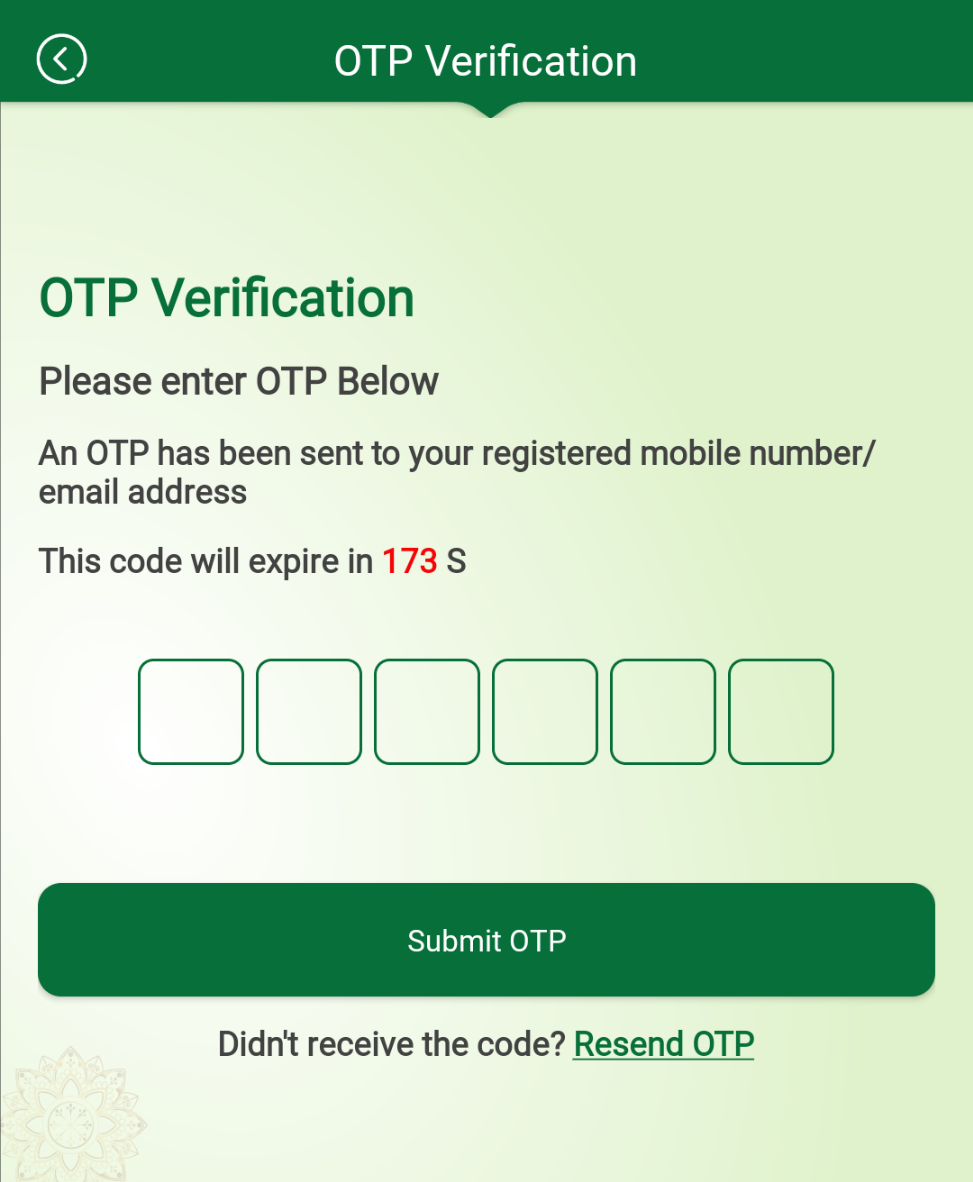 OTP Verification
OTP Verification
Please enter OTP Below
An OTP has been sent to your registered mobile number/
email address
This code will expire in 173 S
Submit OTP
Didn't receive the code? Resend OTP